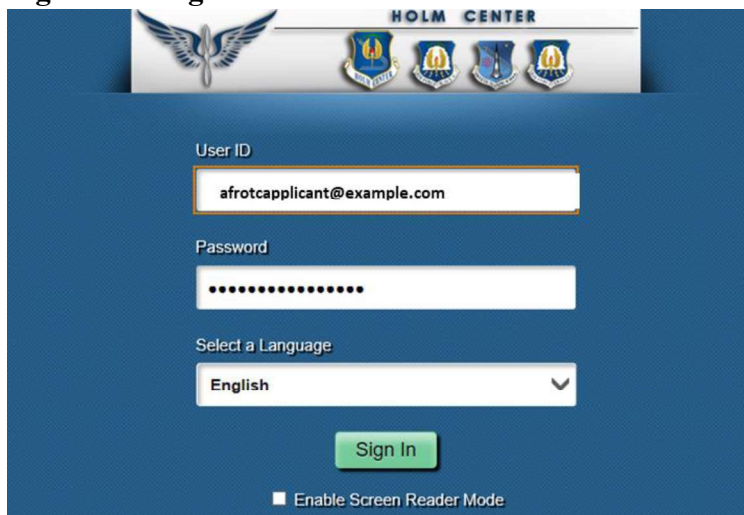 HOLM CENTER
User ID
afrotcapplicant@example.com
Password
••••••••••••••••
Select a Language
English
Sign In
Enable Screen Reader Mode